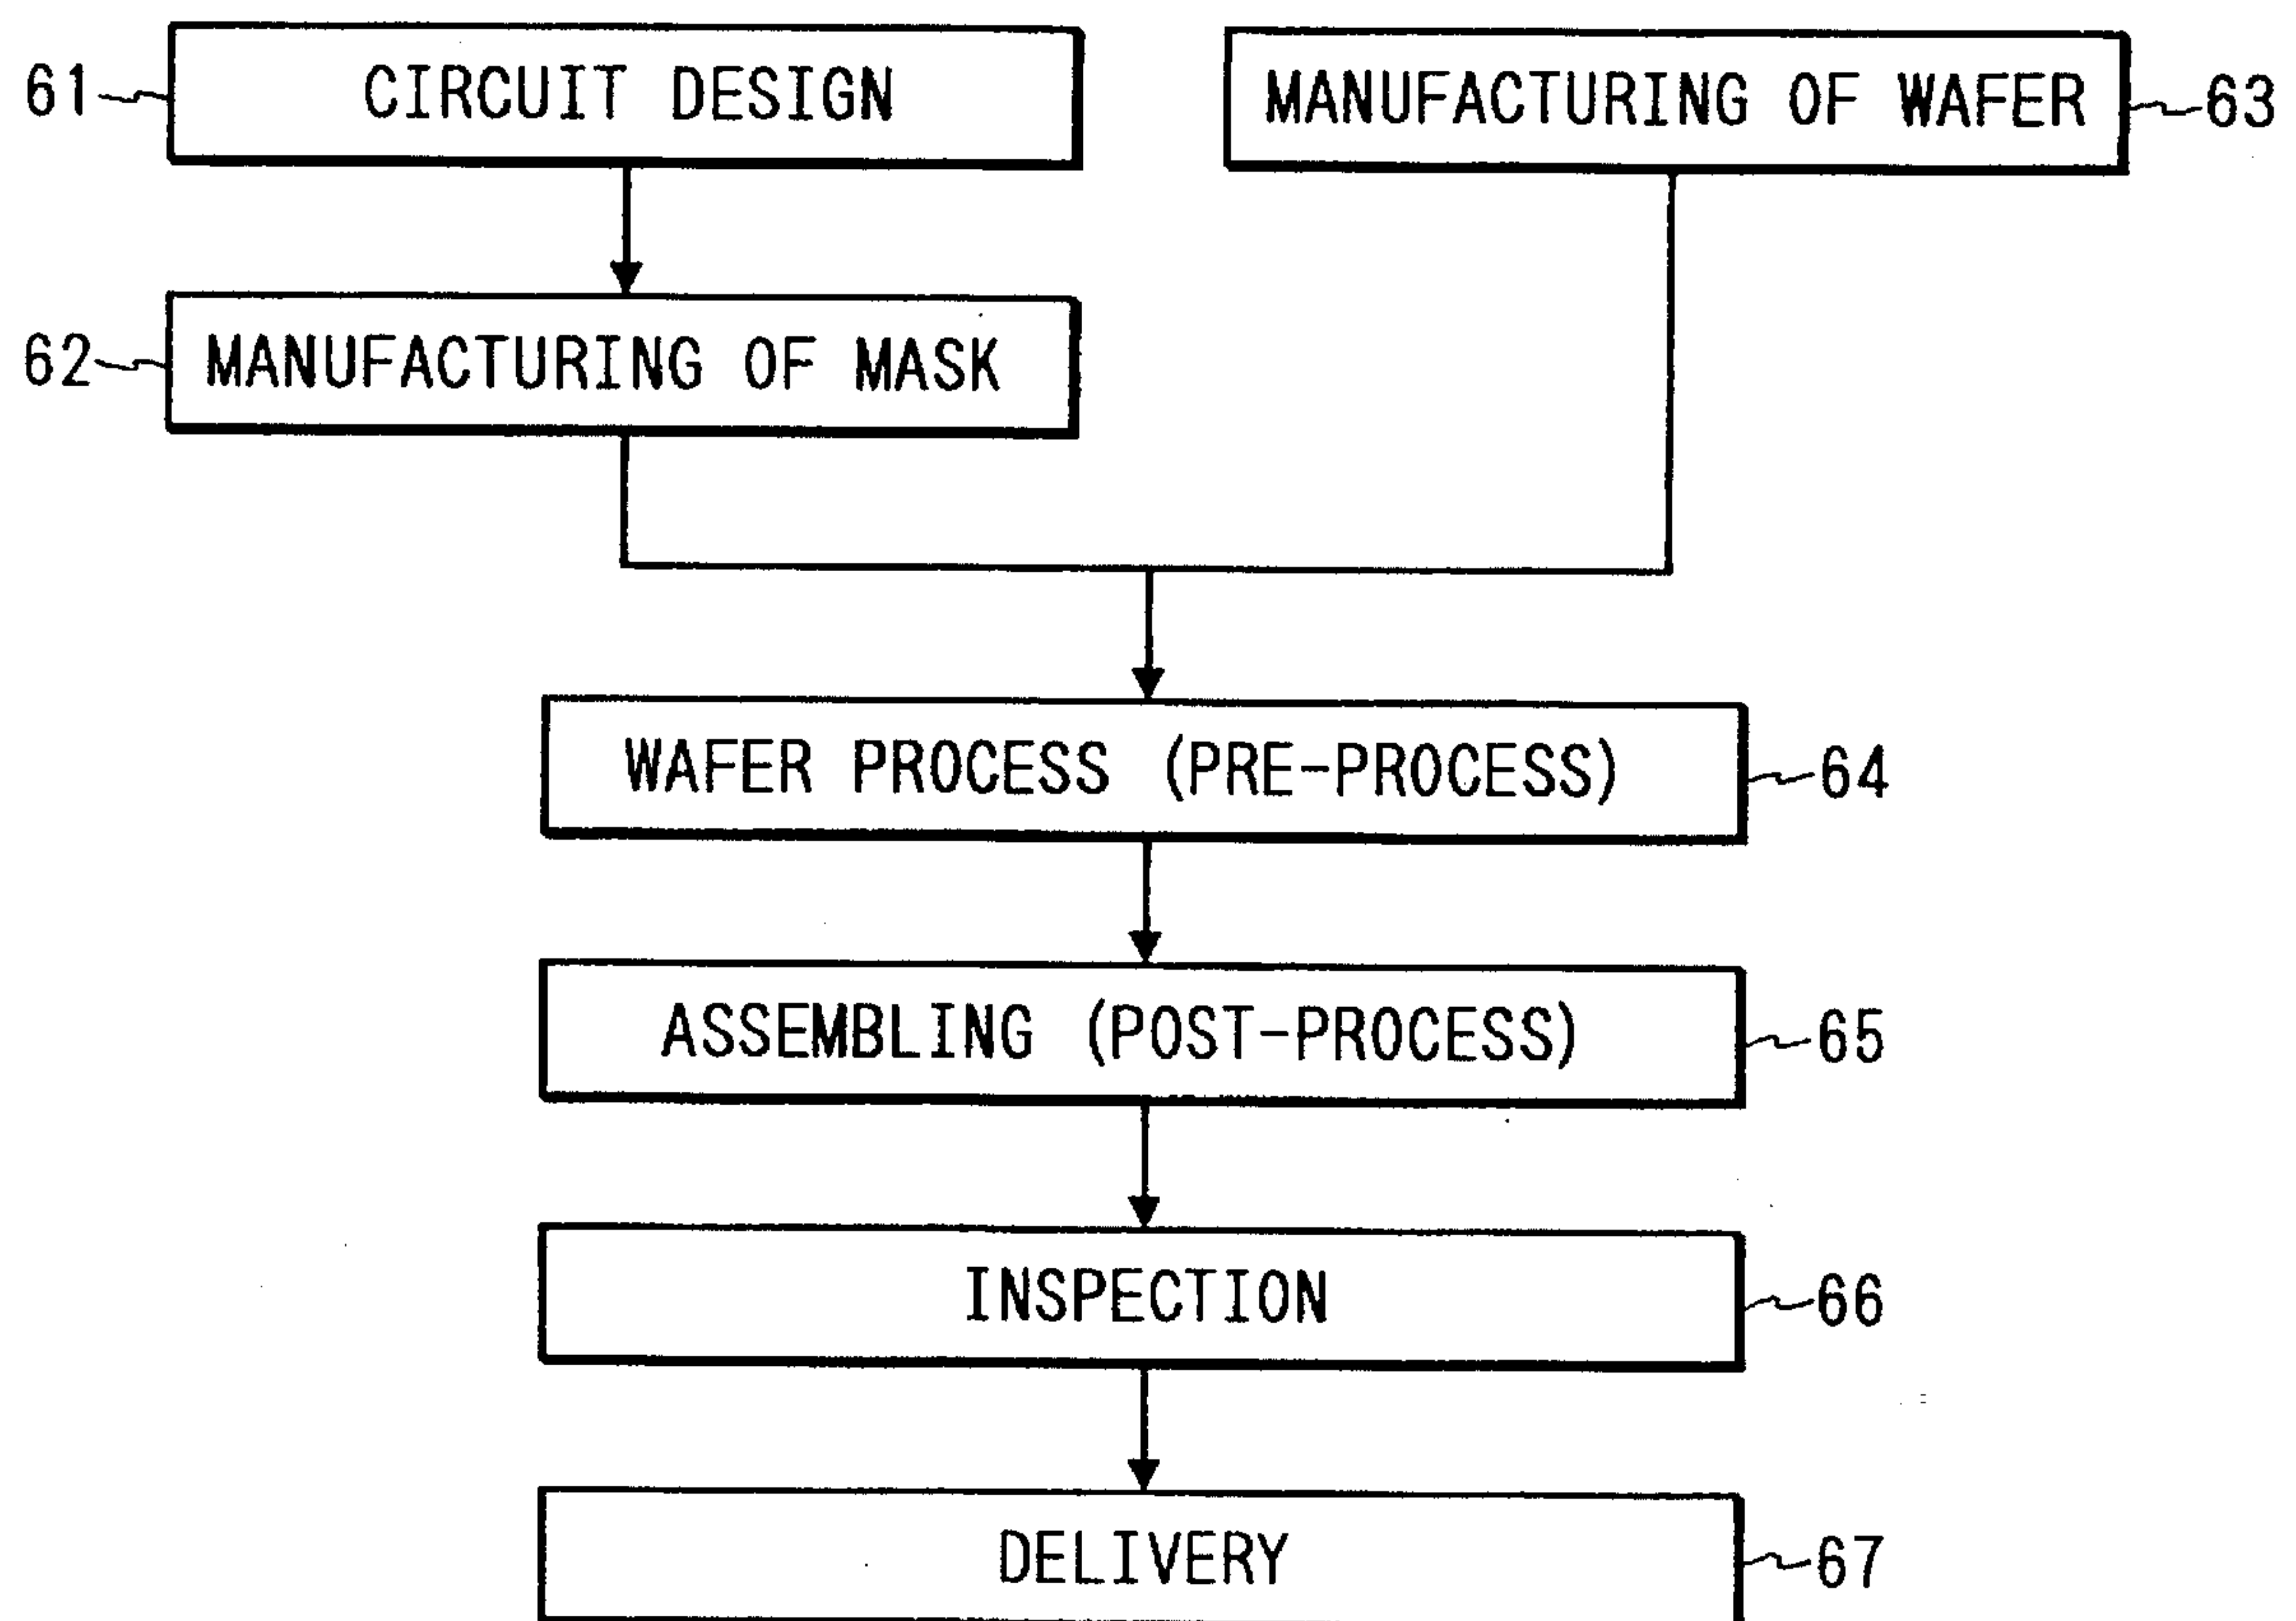 61 CIRCUIT DESIGN
MANUFACTURING OF WAFER 63
62 MANUFACTURING OF MASK
WAFER PROCESS (PRE-PROCESS) 64
ASSEMBLING (POST-PROCESS) 65
INSPECTION 66
DELIVERY 67